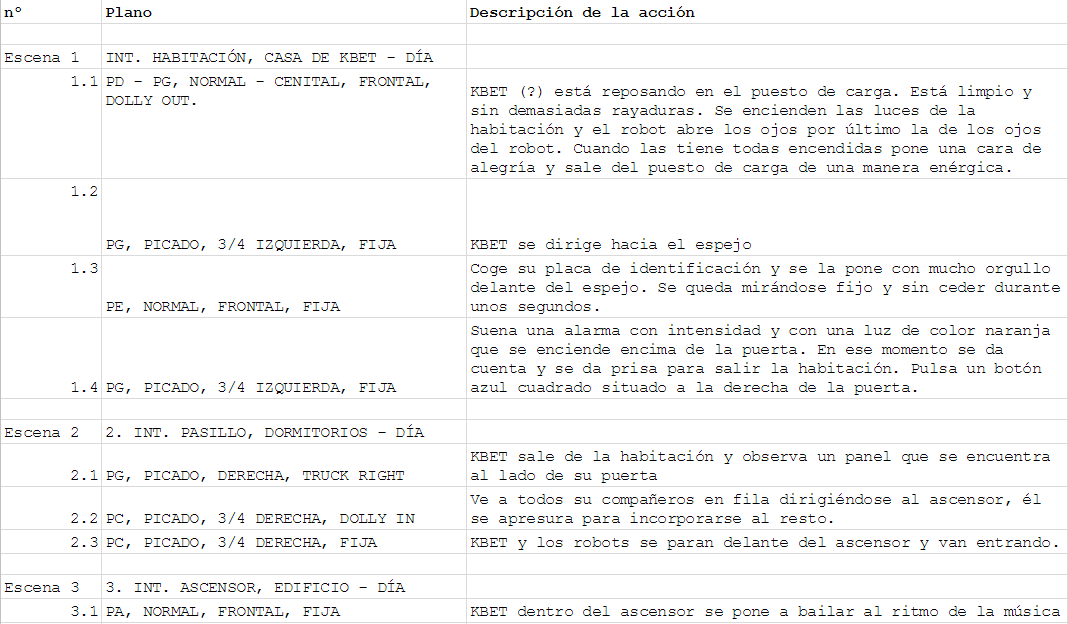 nº Plano Descripción de la acción
Escena 1 INT. HABITACIÓN, CASA DE KBET - DÍA
1.1 PD - PG, NORMAL - CENITAL, FRONTAL,
DOLLY OUT.
KBET (?) está reposando en el puesto de carga. Está limpio y
sin demasiadas rayaduras. Se encienden las luces de la
habitación y el robot abre los ojos por último la de los ojos
del robot. Cuando las tiene todas encendidas pone una cara de
alegría y sale del puesto de carga de una manera enérgica.
1.2
PG, PICADO, 3/4 IZQUIERDA, FIJA KBET se dirige hacia el espejo
1.3
PE, NORMAL, FRONTAL, FIJA
Coge su placa de identificación y se la pone con mucho orgullo
delante del espejo. Se queda mirándose fijo y sin ceder durante
unos segundos.
1.4 PG, PICADO, 3/4 IZQUIERDA, FIJA
Suena una alarma con intensidad y con una luz de color naranja
que se enciende encima de la puerta. En ese momento se da
cuenta y se da prisa para salir la habitación. Pulsa un botón
azul cuadrado situado a la derecha de la puerta.
Escena 2 2. INT. PASILLO, DORMITORIOS - DÍA
2.1 PG, PICADO, DERECHA, TRUCK RIGHT
KBET sale de la habitación y observa un panel que se encuentra
al lado de su puerta
2.2 PC, PICADO, 3/4 DERECHA, DOLLY IN
Ve a todos su compañeros en fila dirigiéndose al ascensor, él
se apresura para incorporarse al resto.
2.3 PC, PICADO, 3/4 DERECHA, FIJA KBET y los robots se paran delante del ascensor y van entrando.
Escena 3 3. INT. ASCENSOR, EDIFICIO - DÍA
3.1 PA, NORMAL, FRONTAL, FIJA KBET dentro del ascensor se pone a bailar al ritmo de la música